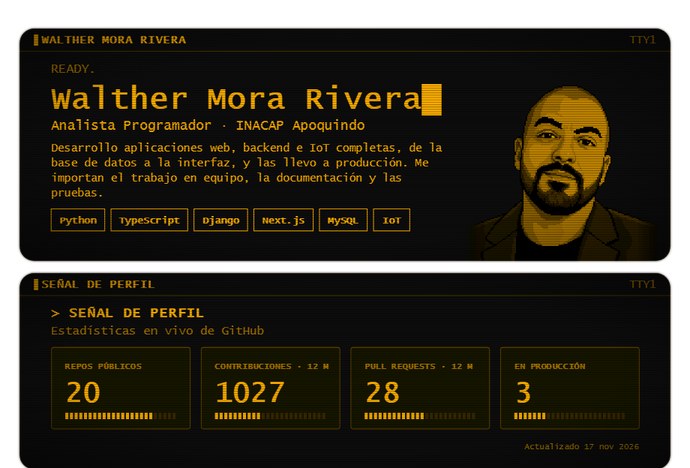 WALTHER MORA RIVERA
TTY1
READY.
Walther Mora Rivera
Analista Programador · INACAP Apoquindo
Desarrollo aplicaciones web, backend e IoT completas, de la
base de datos a la interfaz, y las llevo a producción. Me
importan el trabajo en equipo, la documentación y las
pruebas.
Python TypeScript Django Next.js MySQL IoT
SEÑAL DE PERFIL
TTY1
> SEÑAL DE PERFIL
Estadísticas en vivo de GitHub
REPOS PÚBLICOS
20
CONTRIBUCIONES · 12 M
1027
PULL REQUESTS · 12 M
28
EN PRODUCCIÓN
3
Actualizado 17 nov 2026